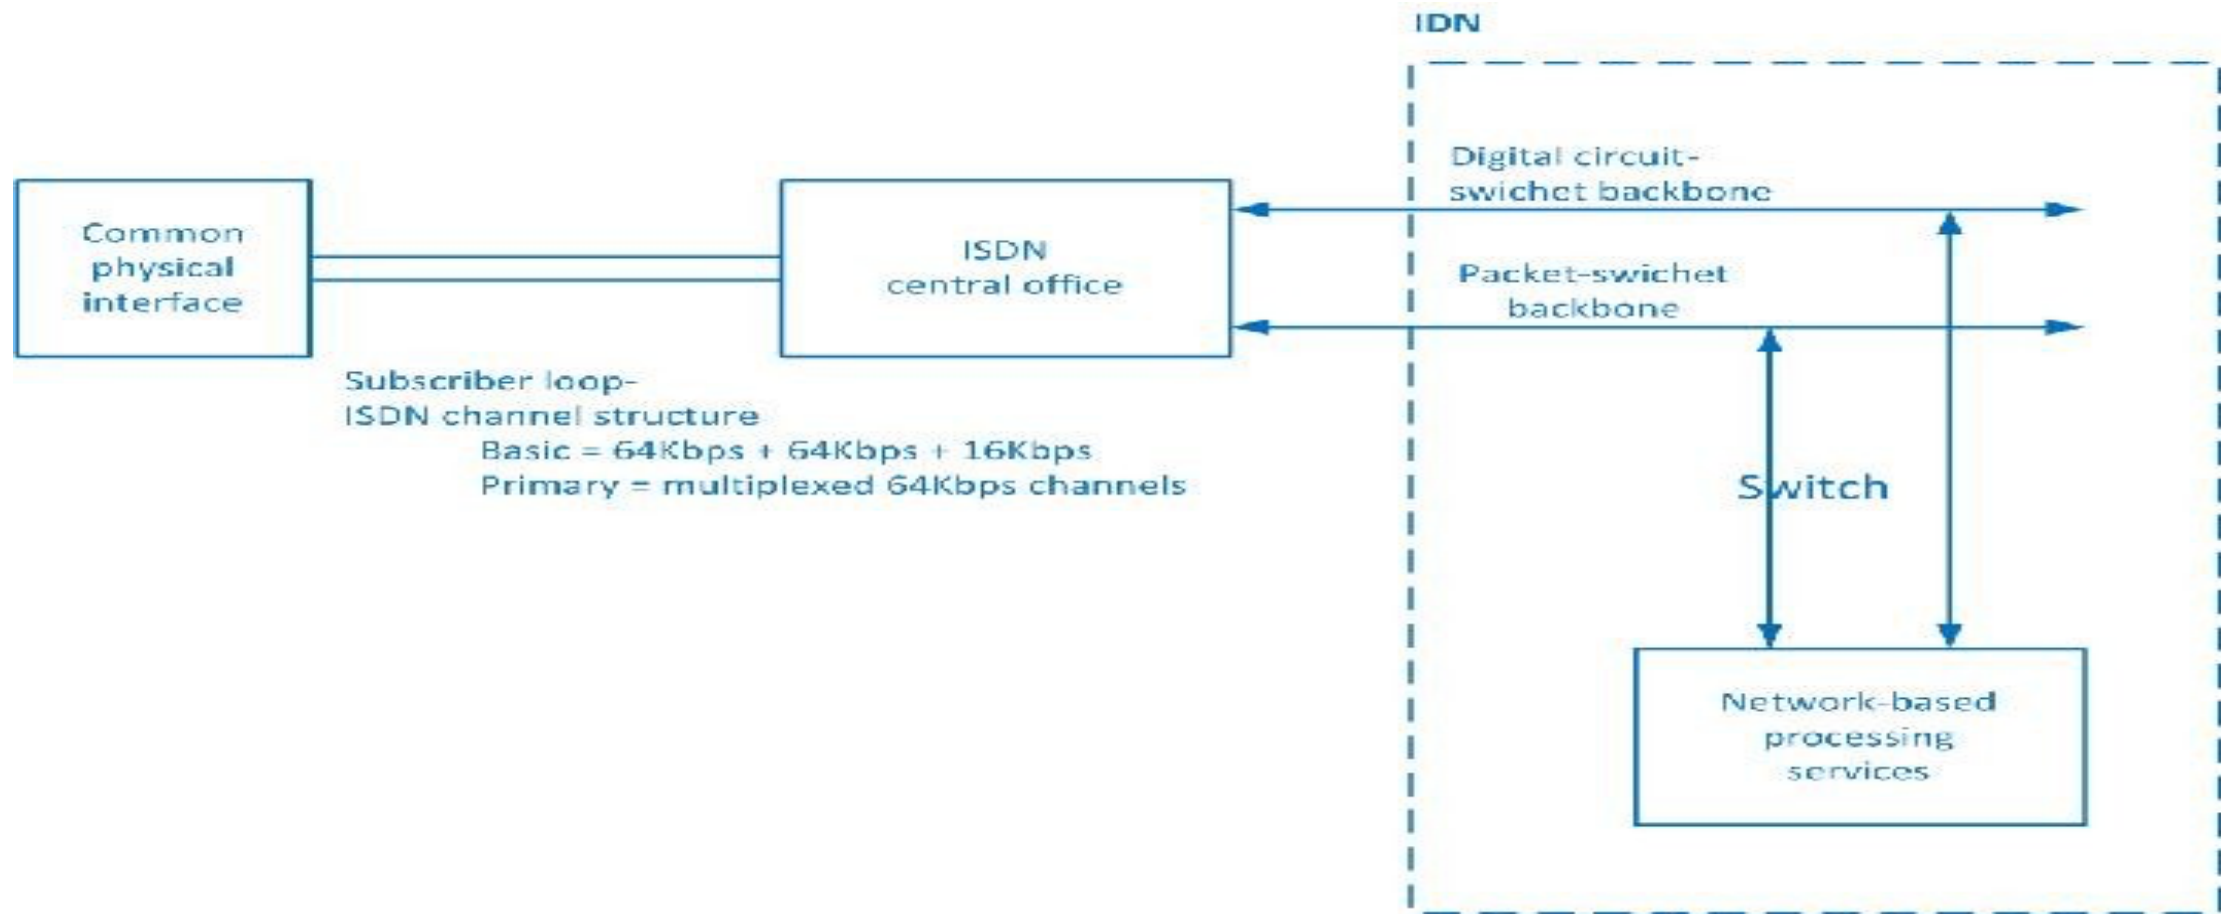 IDN
Digital circuit-
swichet backbone
Common
physical
interface
ISDN
central office
Packet-swichet
backbone
Subscriber loop-
ISDN channel structure
Basic = 64Kbps + 64Kbps + 16Kbps
Primary = multiplexed 64Kbps channels
Switch
Network-based
processing
services